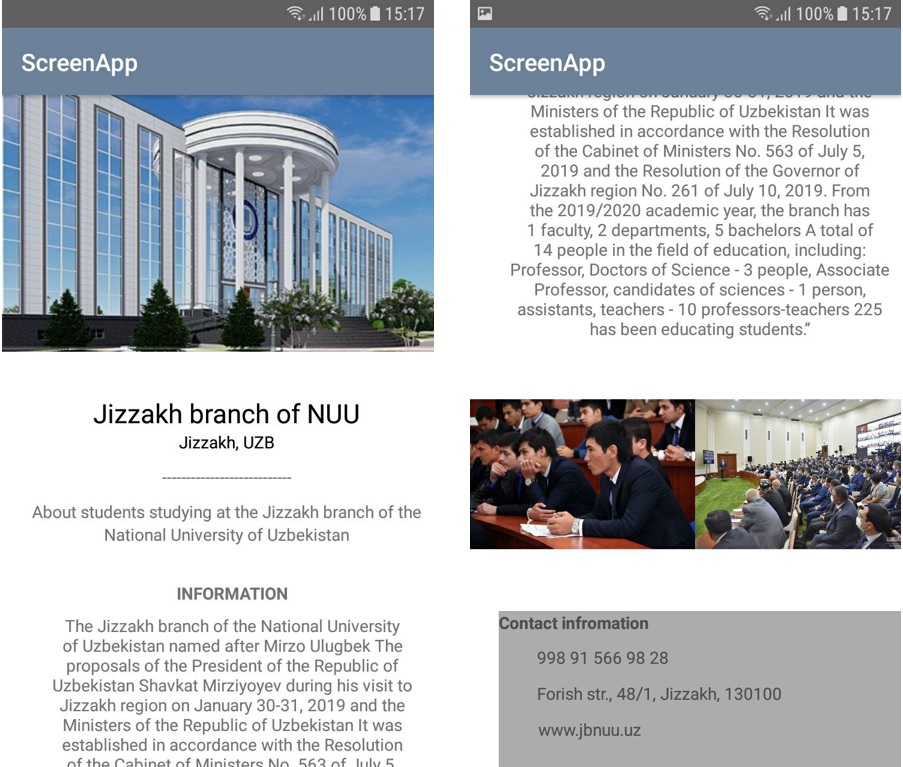 100% 15:17
ScreenApp
Jizzakh branch of NUU
Jizzakh, UZB
---------------------------
About students studying at the Jizzakh branch of the
National University of Uzbekistan
INFORMATION
The Jizzakh branch of the National University
of Uzbekistan named after Mirzo Ulugbek The
proposals of the President of the Republic of
Uzbekistan Shavkat Mirziyoyev during his visit to
Jizzakh region on January 30-31, 2019 and the
Ministers of the Republic of Uzbekistan It was
established in accordance with the Resolution
of the Cabinet of Ministers No. 563 of July 5,
100% 15:17
ScreenApp
Jizzakh region on January 30-31, 2019 and the
Ministers of the Republic of Uzbekistan It was
established in accordance with the Resolution
of the Cabinet of Ministers No. 563 of July 5,
2019 and the Resolution of the Governor of
Jizzakh region No. 261 of July 10, 2019. From
the 2019/2020 academic year, the branch has
1 faculty, 2 departments, 5 bachelors A total of
14 people in the field of education, including:
Professor, Doctors of Science - 3 people, Associate
Professor, candidates of sciences - 1 person,
assistants, teachers - 10 professors-teachers 225
has been educating students.”
Contact infromation
998 91 566 98 28
Forish str., 48/1, Jizzakh, 130100
www.jbnuu.uz